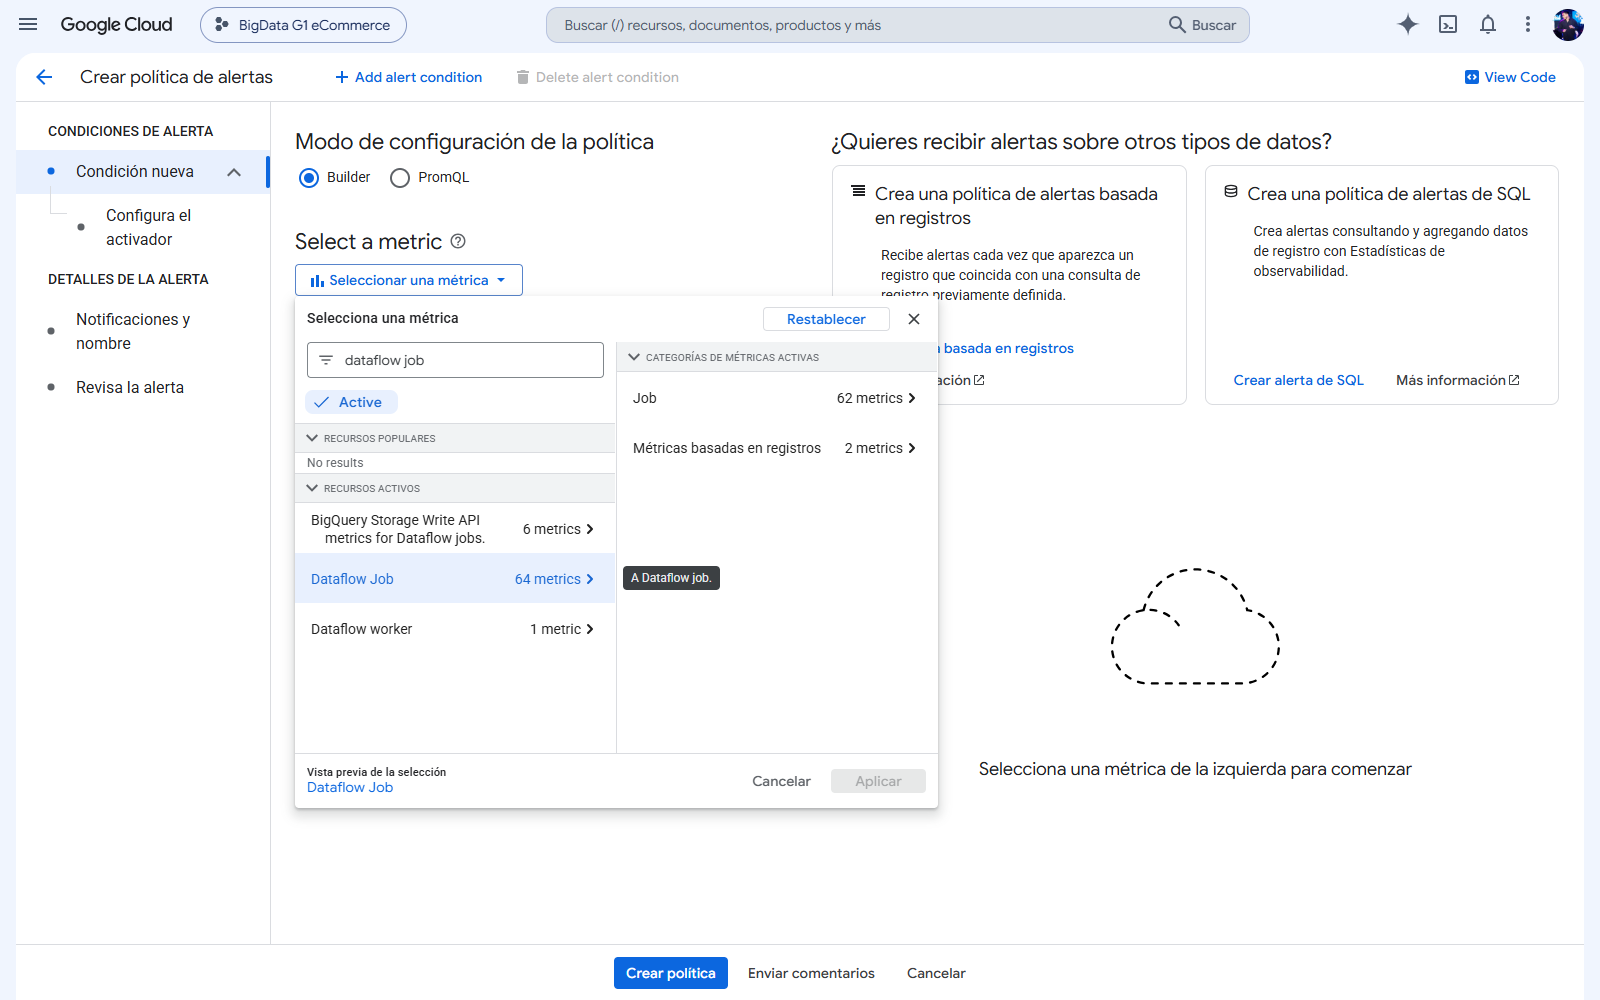 Google Cloud
BigData G1 eCommerce
Buscar (/) recursos, documentos, productos y más
Buscar
Crear política de alertas
Add alert condition
Delete alert condition
View Code
CONDICIONES DE ALERTA
Condición nueva
Configura el
activador
DETALLES DE LA ALERTA
Notificaciones y
nombre
Revisa la alerta
Modo de configuración de la política
Builder
PromQL
Select a metric
Seleccionar una métrica
Selecciona una métrica
Restablecer
dataflow job
Active
RECURSOS POPULARES
No results
RECURSOS ACTIVOS
BigQuery Storage Write API
metrics for Dataflow jobs.
6 metrics
Dataflow Job
64 metrics
Dataflow worker
1 metric
CATEGORÍAS DE MÉTRICAS ACTIVAS
Job
62 metrics
Métricas basadas en registros
2 metrics
A Dataflow job.
Vista previa de la selección
Dataflow Job
Cancelar
Aplicar
¿Quieres recibir alertas sobre otros tipos de datos?
Crea una política de alertas basada
en registros
Recibe alertas cada vez que aparezca un
registro que coincida con una consulta de
registro previamente definida.
basada en registros
ación
Crea una política de alertas de SQL
Crea alertas consultando y agregando datos
de registro con Estadísticas de
observabilidad.
Crear alerta de SQL
Más información
Selecciona una métrica de la izquierda para comenzar
Crear política
Enviar comentarios
Cancelar